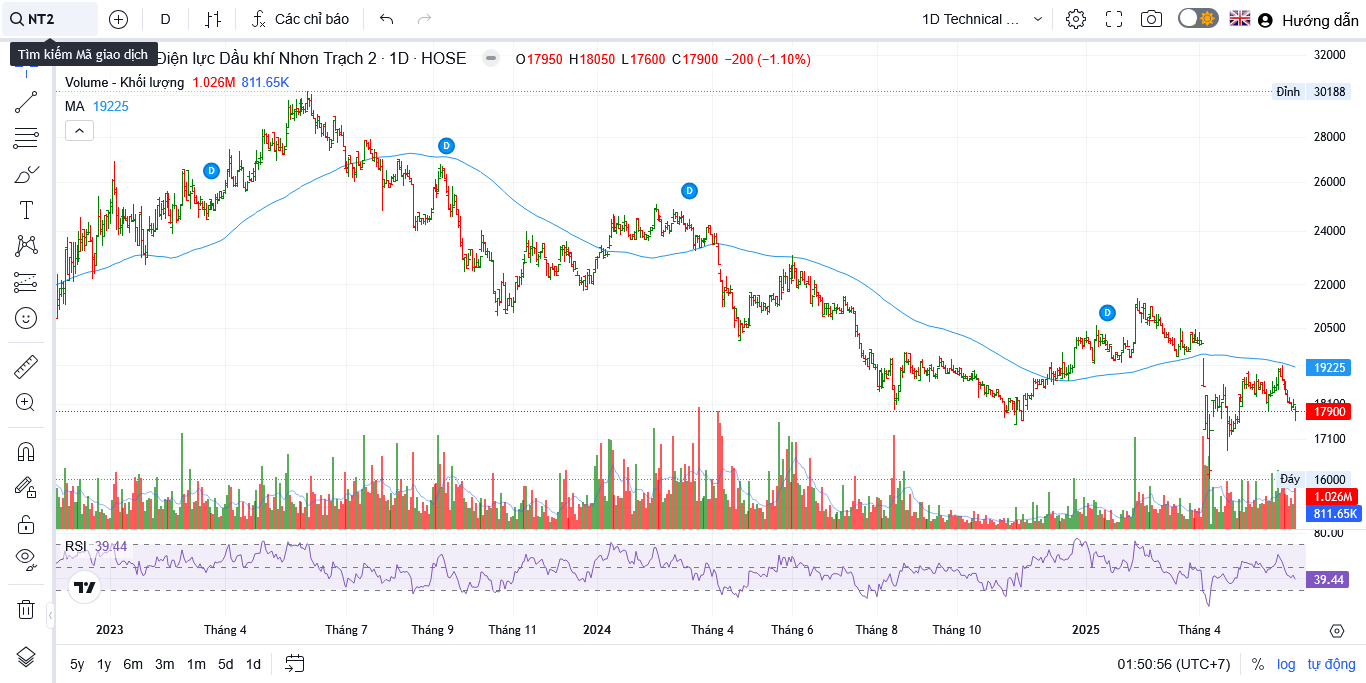 NT2
D
Các chỉ báo
1D Technical ...
Hướng dẫn
Tìm kiếm Mã giao dịch
Điện lực Dầu khí Nhơn Trạch 2 · 1D · HOSE
O17950 H18050 L17600 C17900 −200 (−1.10%)
Volume - Khối lượng 1.026M 811.65K
MA 19225
32000
Đỉnh 30188
28000
26000
24000
22000
20500
19225
18100
17900
17100
Đáy 16000
1.026M
811.65K
80.00
D
D
D
D
RSI 39.44
39.44
2023 Tháng 4 Tháng 7 Tháng 9 Tháng 11 2024 Tháng 4 Tháng 6 Tháng 8 Tháng 10 2025 Tháng 4
5y 1y 6m 3m 1m 5d 1d
01:50:56 (UTC+7) % log tự động